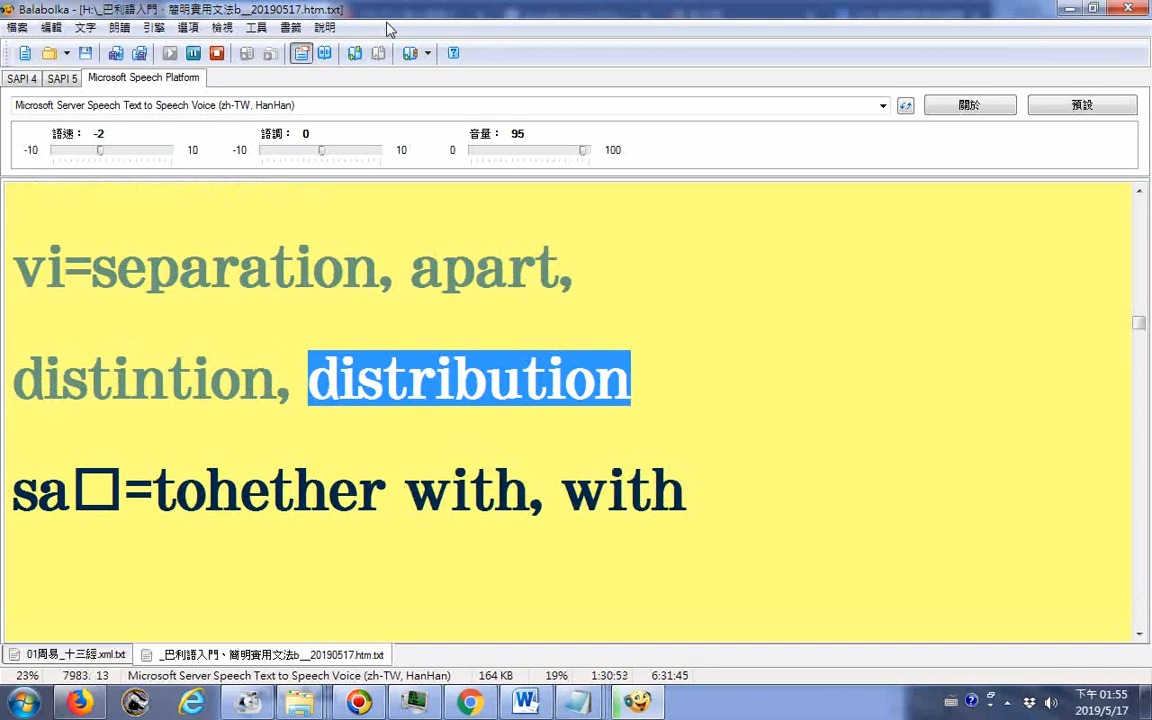 Balabolka - [H:\_巴利語入門、簡明實用文法b__20190517.htm.txt]
檔案 編輯 文字 朗讀 引擎 選項 檢視 工具 書籤 說明
SAPI 4 SAPI 5 Microsoft Speech Platform
Microsoft Server Speech Text to Speech Voice (zh-TW, HanHan) 關於 預設
語速： -2 語調： 0 音量： 95
-10 10 -10 10 0 100
vi=separation, apart,
distintion, distribution
sa□=tohether with, with
01周易_十三經.xml.txt _巴利語入門、簡明實用文法b__20190517.htm.txt
23% 7983. 13 Microsoft Server Speech Text to Speech Voice (zh-TW, HanHan) 164 KB 19% 1:30:53 6:31:45
下午 01:55
2019/5/17